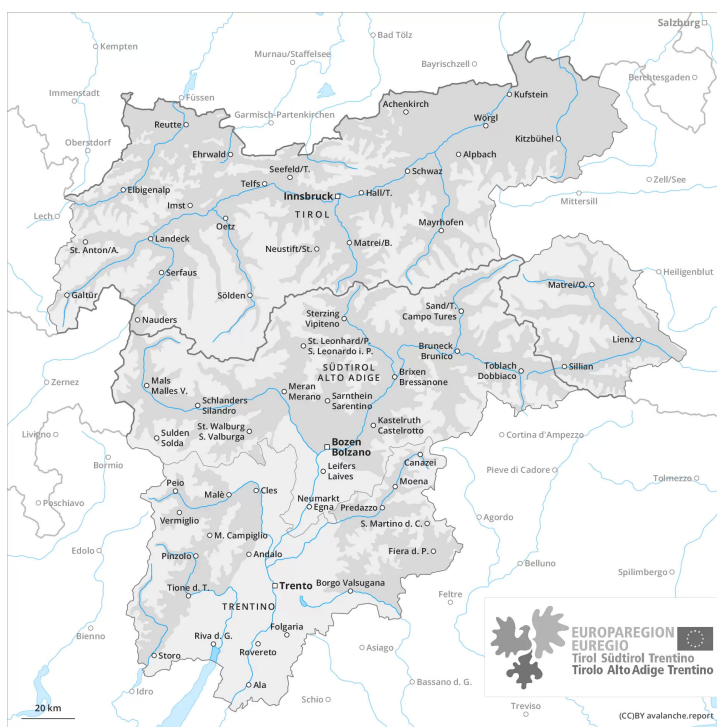 Salzburg
Kempten
Bad Tölz
Murnau/Staffelsee
Bayrischzell
Berchtesgaden
Immenstadt
Füssen
Garmisch-Partenkirchen
Achenkirch
Kufstein
Reutte
Wörgl
Oberstdorf
Ehrwald
Kitzbühel
Alpbach
Seefeld/T.
Schwaz
Zell/See
Elbigenalp
Telfs
Innsbruck
Hall/T.
Mittersill
Imst
TIROL
Lech
Oetz
Mayrhofen
St. Anton/A.
Landeck
Neustift/St.
Matrei/B.
Serfaus
Heiligenblut
Galtür
Sölden
Matrei/O.
Nauders
Sterzing
Vipiteno
Sand/T.
Campo Tures
St. Leonhard/P.
S. Leonardo i. P.
Bruneck
Brunico
Lienz
SÜDTIROL
ALTO ADIGE
Toblach
Dobbiaco
Sillian
Zernez
Mals
Malles V.
Meran
Merano
Brixen
Bressanone
Schlanders
Silandro
Sarnthein
Sarentino
St. Walburg
S. Valburga
Kastelruth
Castelrotto
Livigno
Sulden
Solda
Bozen
Bolzano
Cortina d'Ampezzo
Bormio
Leifers
Laives
Canazei
Pieve di Cadore
Tolmezzo
Poschiavo
Peio
Malè
Cles
Neumarkt
Egna
Moena
Predazzo
Vermiglio
S. Martino d. C.
Agordo
M. Campiglio
Edolo
Pinzolo
Andalo
Fiera d. P.
Belluno
Spilimbergo
Tione d. T.
Trento
Borgo Valsugana
Feltre
TRENTINO
Bienno
Riva d. G.
Folgaria
Storo
Rovereto
Asiago
Idro
Ala
Schio
Bassano d. G.
Treviso
EUROPAREGION
EUREGIO
Tirol Südtirol Trentino
Tirolo Alto Adige Trentino
20 km
(CC)BY avalanche.report